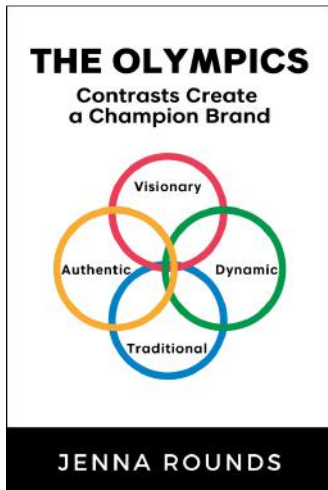 THE OLYMPICS
Contrasts Create
a Champion Brand
Visionary
Authentic Dynamic
Traditional
JENNA ROUNDS